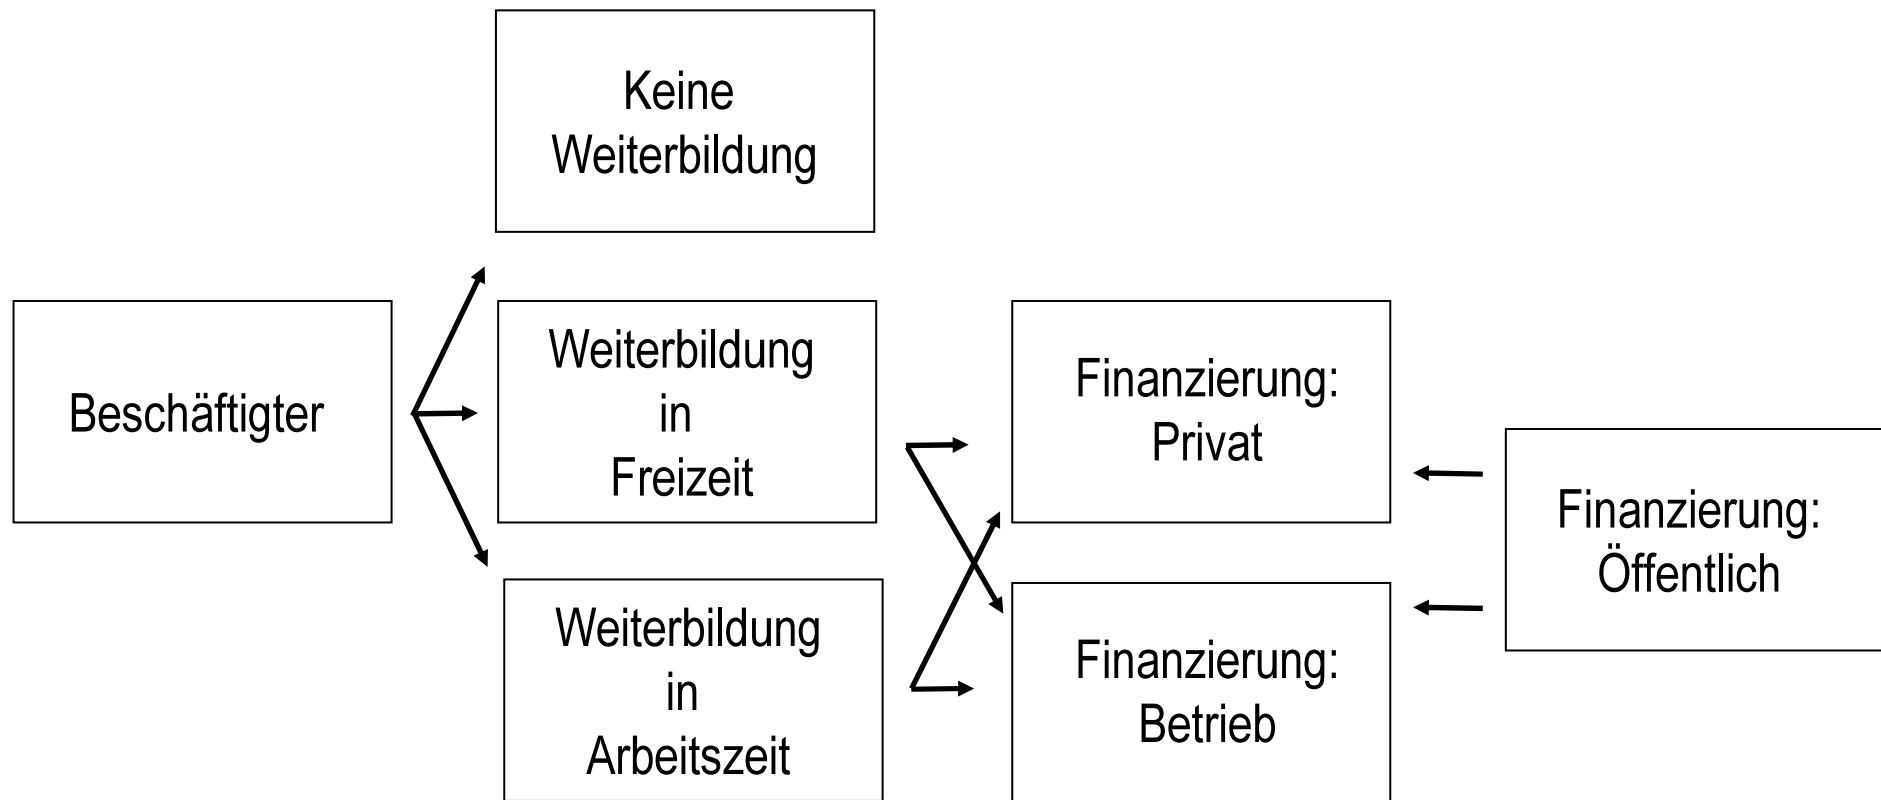 Keine
Weiterbildung
Beschäftigter
Weiterbildung
in
Freizeit
Finanzierung:
Privat
Finanzierung:
Öffentlich
Weiterbildung
in
Arbeitszeit
Finanzierung:
Betrieb